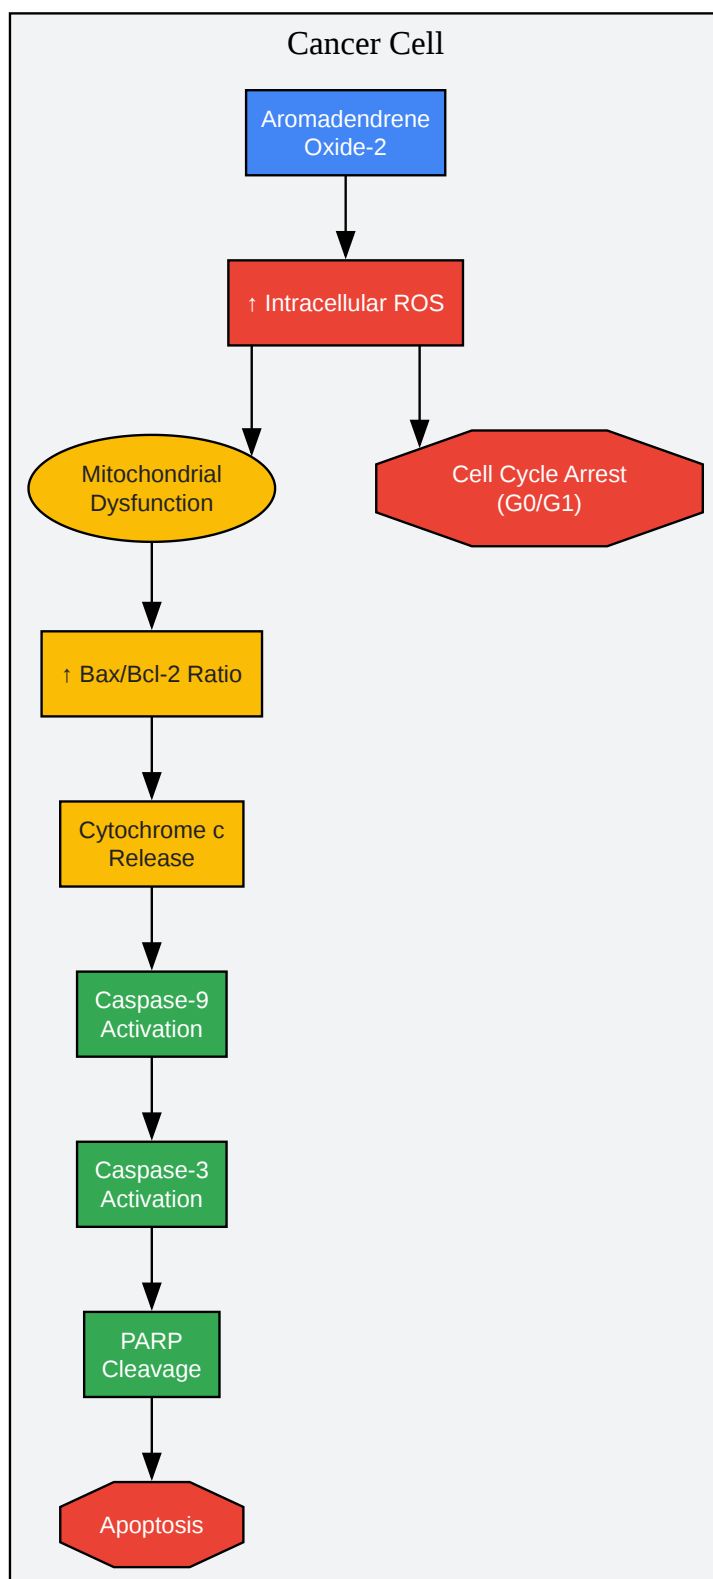 Cancer Cell
Aromadendrene
Oxide-2
↑ Intracellular ROS
Mitochondrial
Dysfunction
Cell Cycle Arrest
(G0/G1)
↑ Bax/Bcl-2 Ratio
Cytochrome c
Release
Caspase-9
Activation
Caspase-3
Activation
PARP
Cleavage
Apoptosis